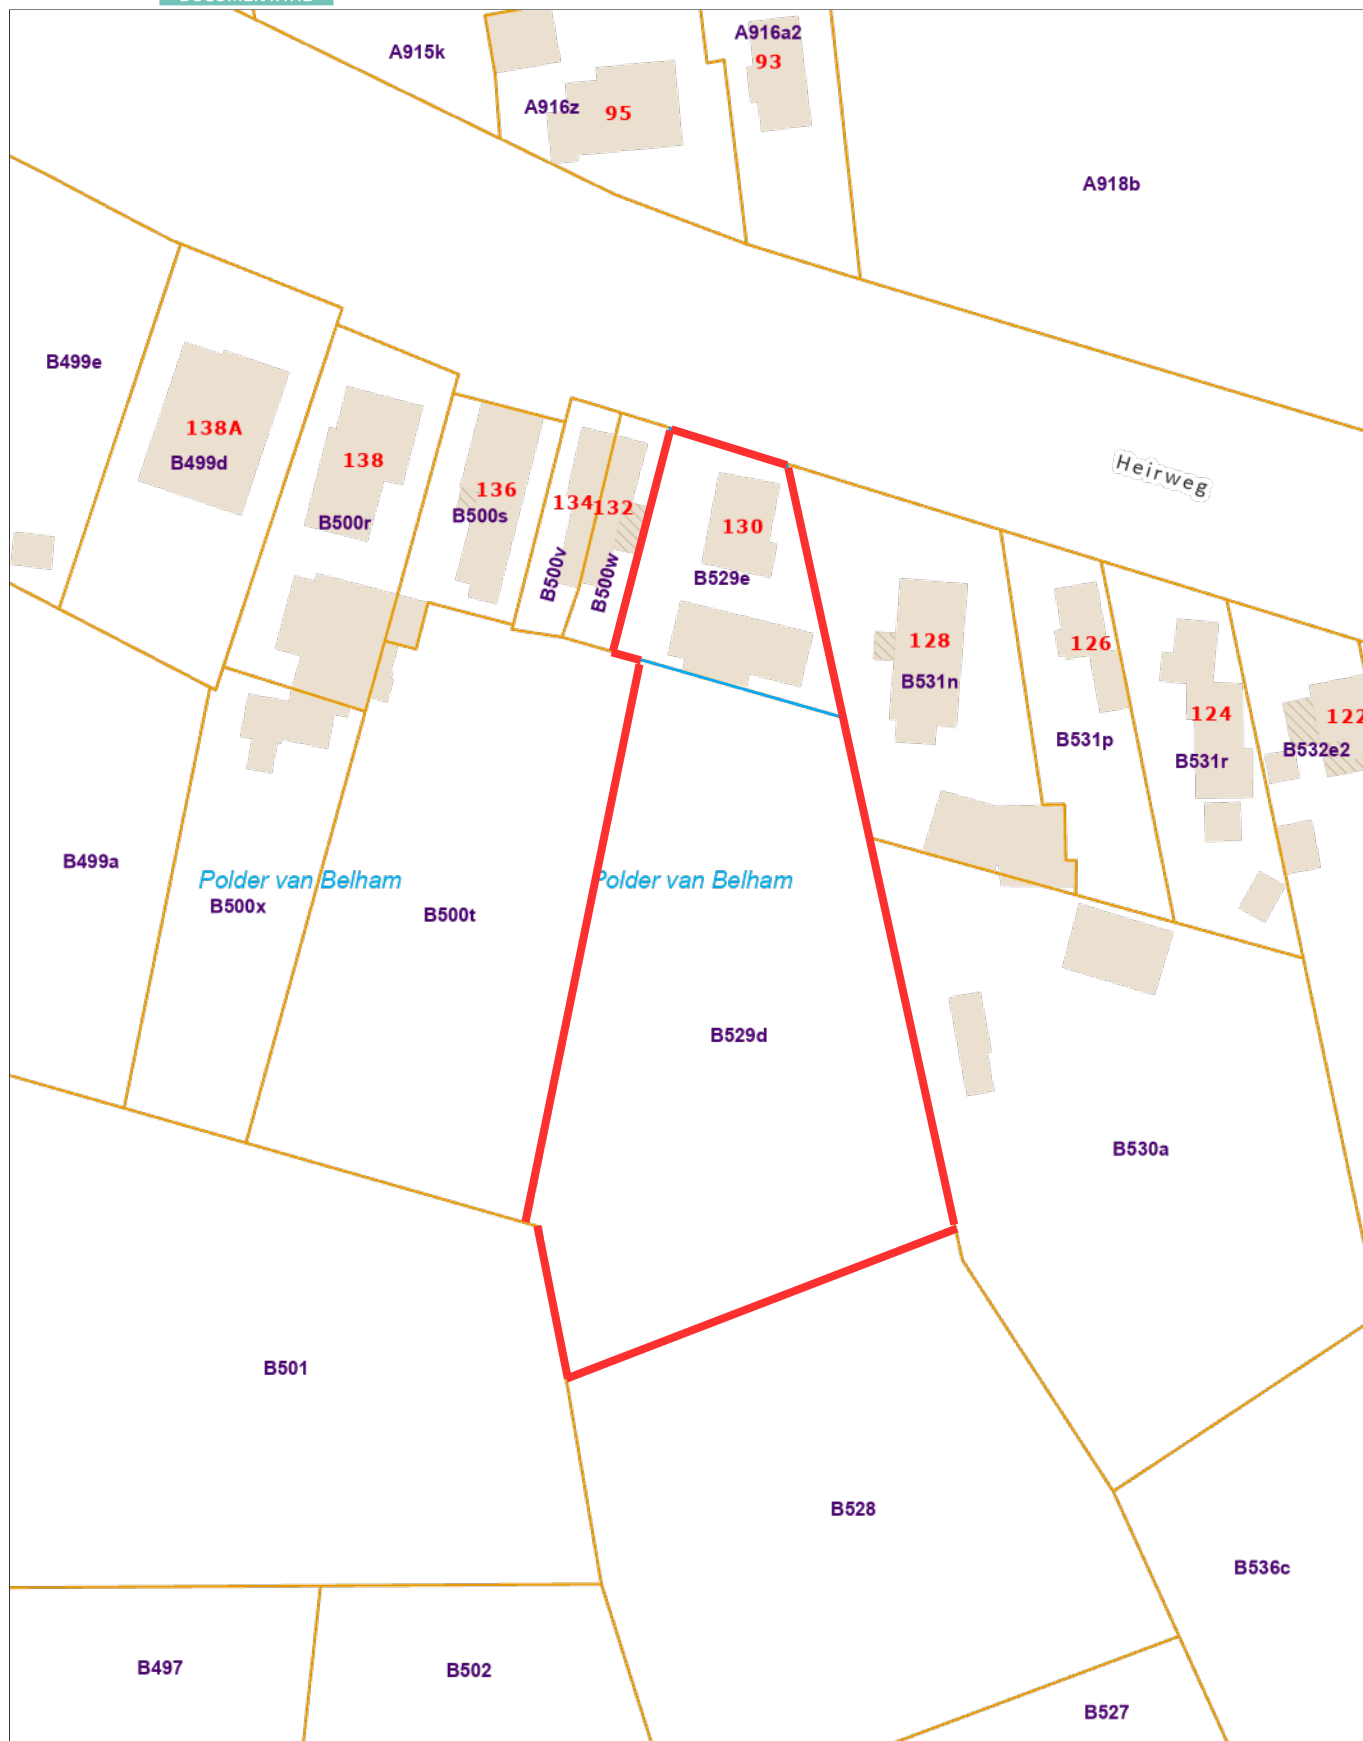 A915k
A916a2
93
A916z
95
A918b
B499e
138A
B499d
138
B500r
136
B500s
134
132
B500v
B500w
130
B529e
Heirweg
128
B531n
126
B531p
124
B531r
122
B532e2
B499a
Polder van Belham
Polder van Belham
B500x
B500t
B529d
B530a
B501
B528
B536c
B497
B502
B527